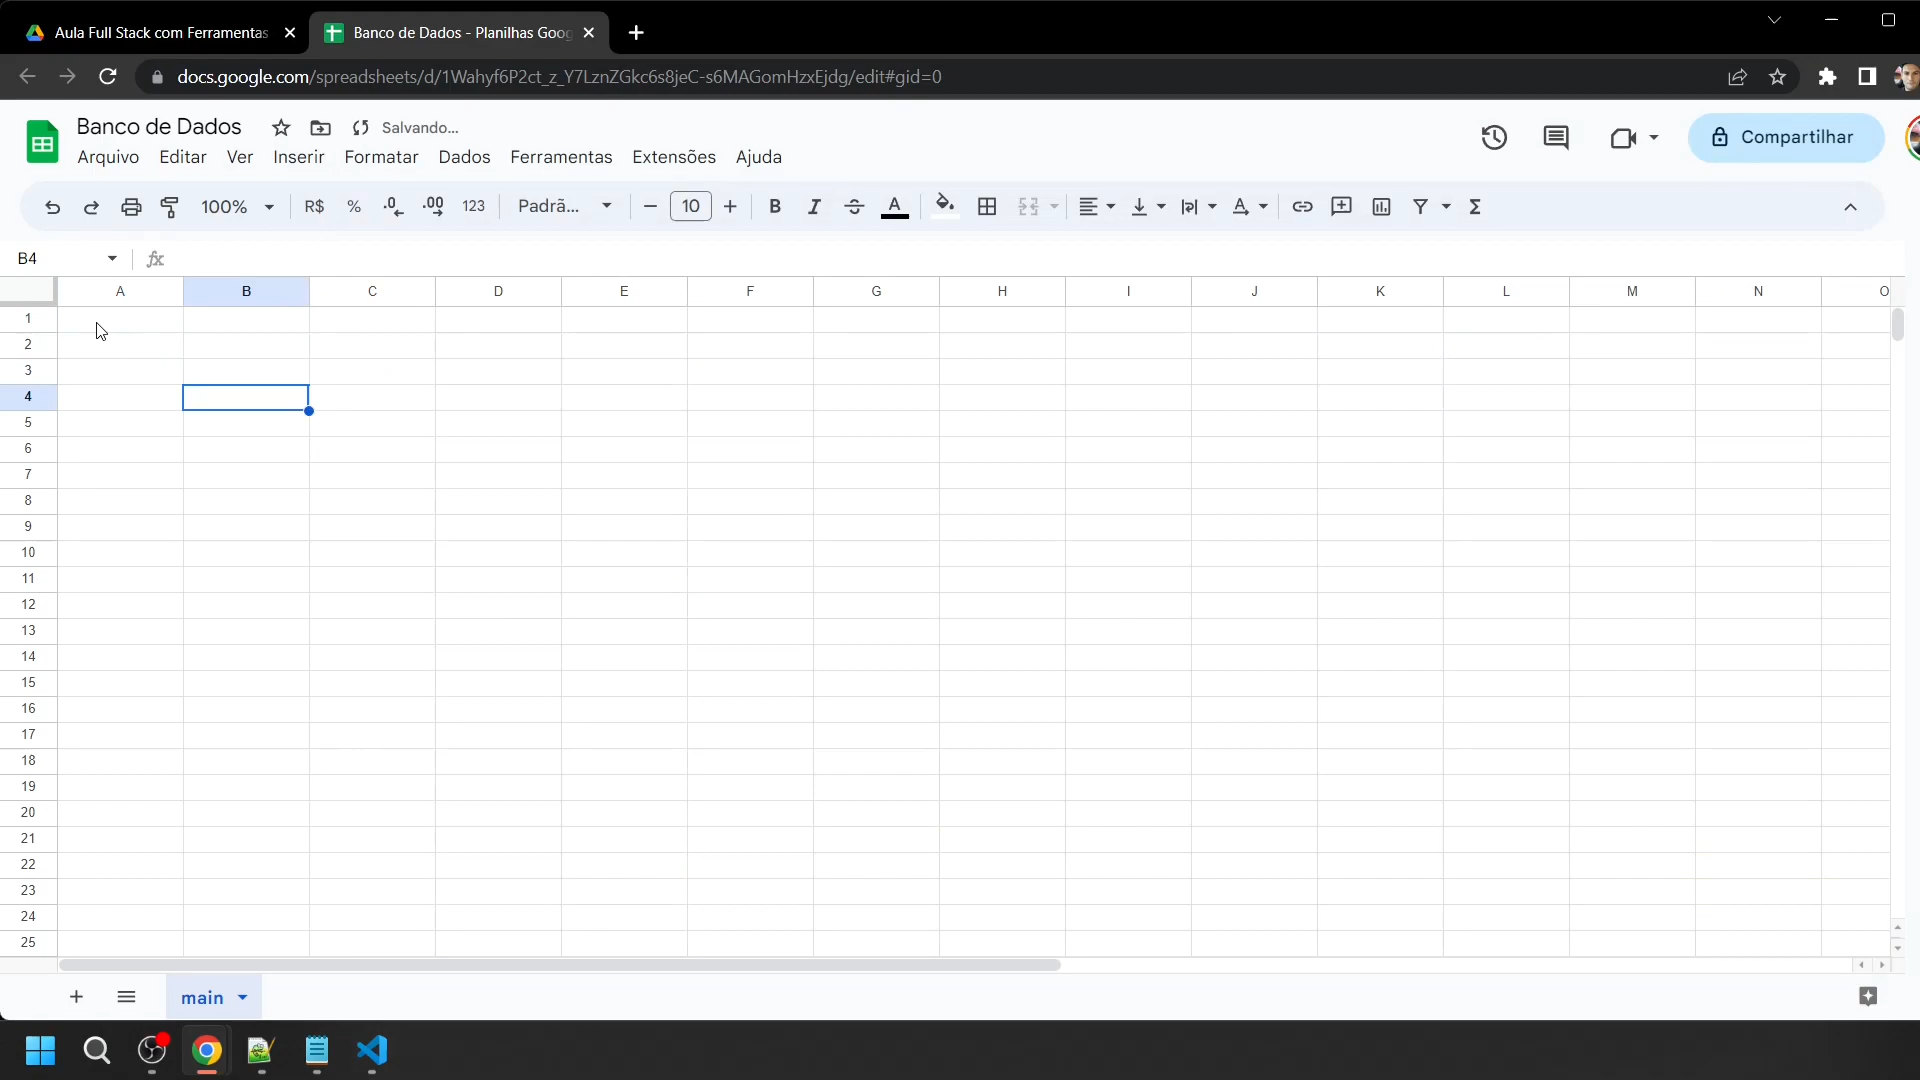 Aula Full Stack com Ferramentas
Banco de Dados - Planilhas Goog
docs.google.com/spreadsheets/d/1Wahyf6P2ct_z_Y7LznZGkc6s8jeC-s6MAGomHzxEjdg/edit#gid=0
Banco de Dados Salvando...
Arquivo Editar Ver Inserir Formatar Dados Ferramentas Extensões Ajuda
Compartilhar
100% R$ % .0 .00 123 Padrã... 10 B I A Σ
B4 fx
A B C D E F G H I J K L M N O
1
2
3
4
5
6
7
8
9
10
11
12
13
14
15
16
17
18
19
20
21
22
23
24
25
main